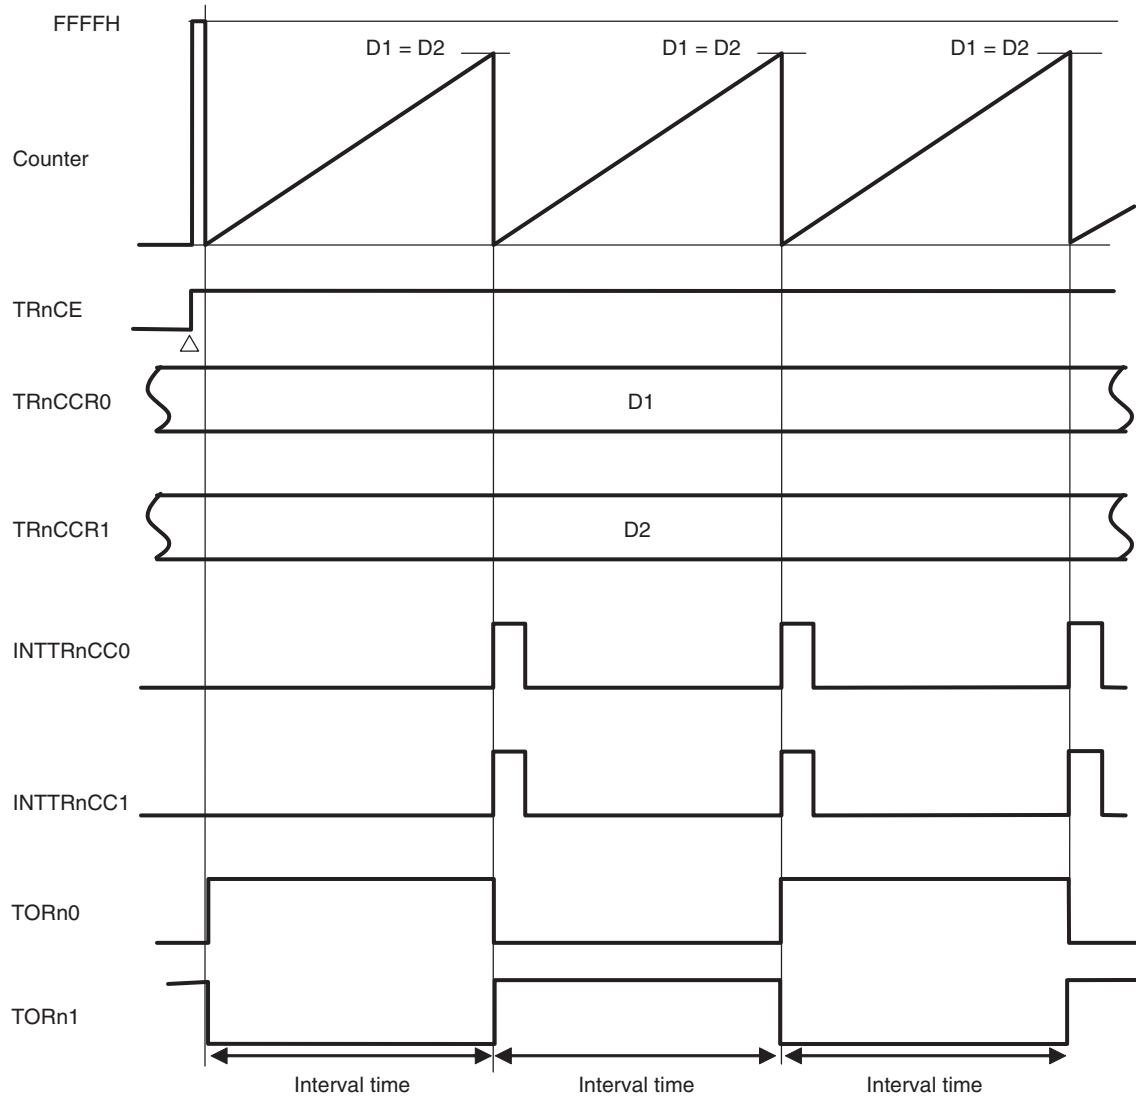 FFFFH
D1 = D2 D1 = D2 D1 = D2
Counter
TRnCE
TRnCCR0 D1
TRnCCR1 D2
INTTRnCC0
INTTRnCC1
TORn0
TORn1
Interval time Interval time Interval time